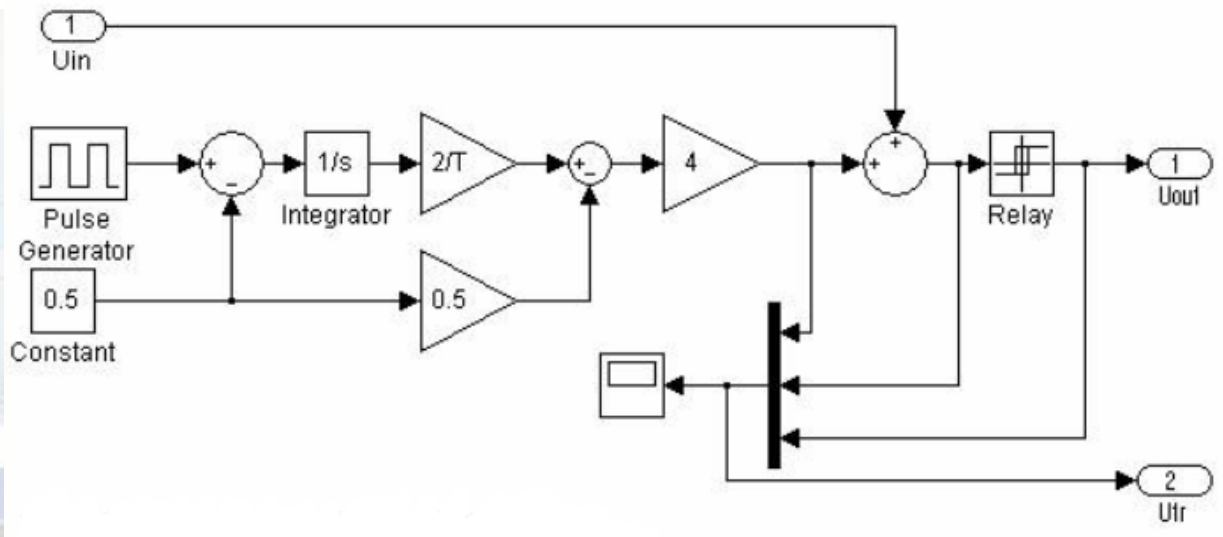 1
Uin
Pulse
Generator
1/s
Integrator
2/T
4
Relay
1
Uout
0.5
Constant
0.5
2
Utr